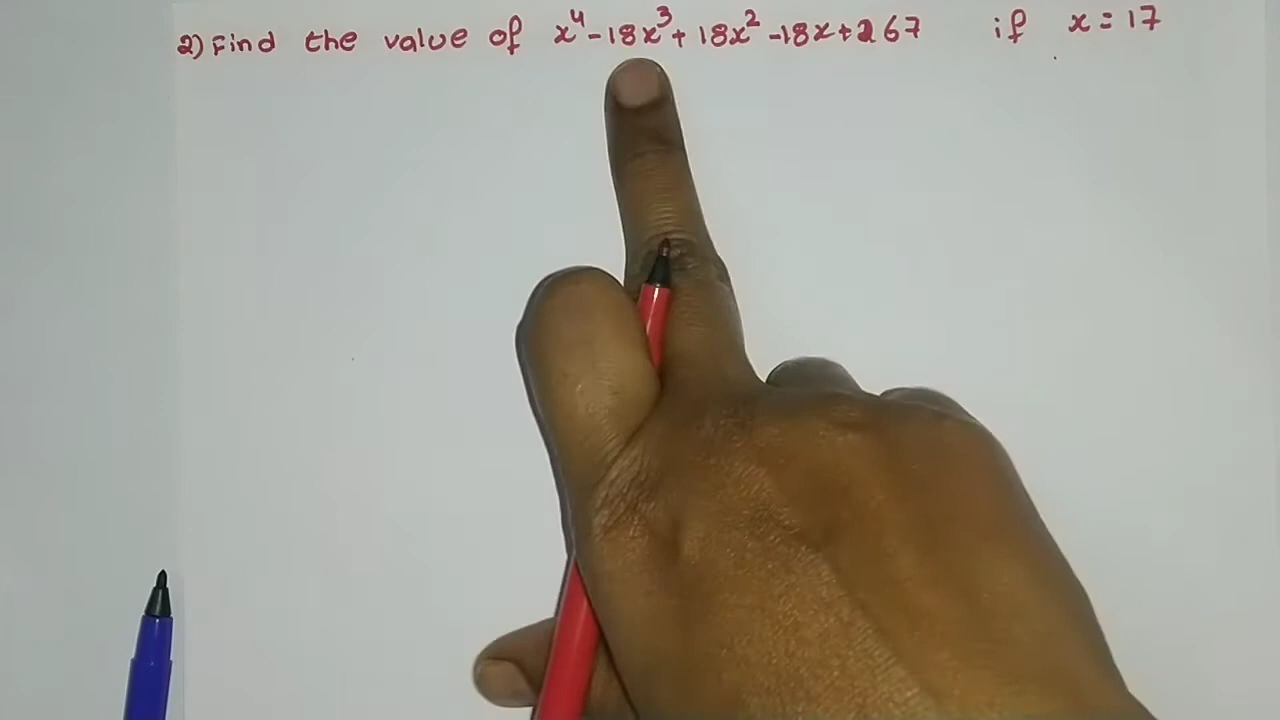 2) Find the value of x⁴-18x³+18x²-18x+267 if x=17